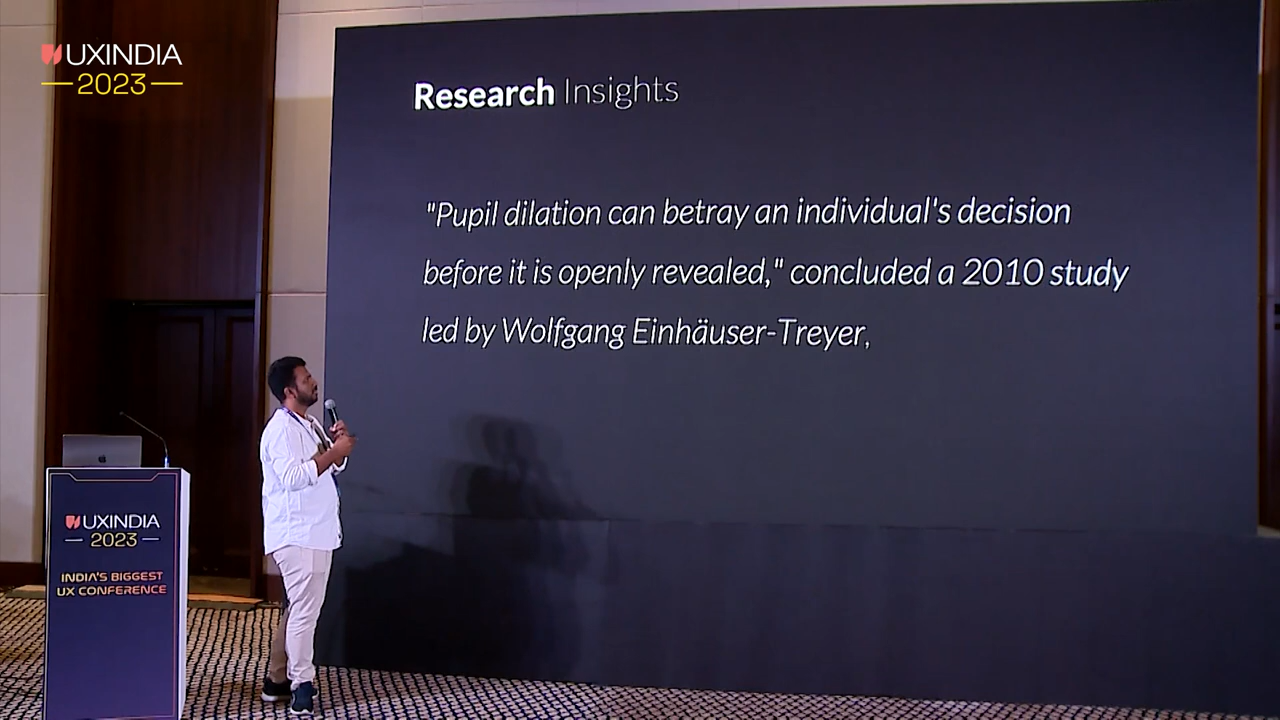 UXINDIA
2023
Research Insights
"Pupil dilation can betray an individual's decision
before it is openly revealed," concluded a 2010 study
led by Wolfgang Einhäuser-Treyer,
UXINDIA
2023
INDIA'S BIGGEST
UX CONFERENCE